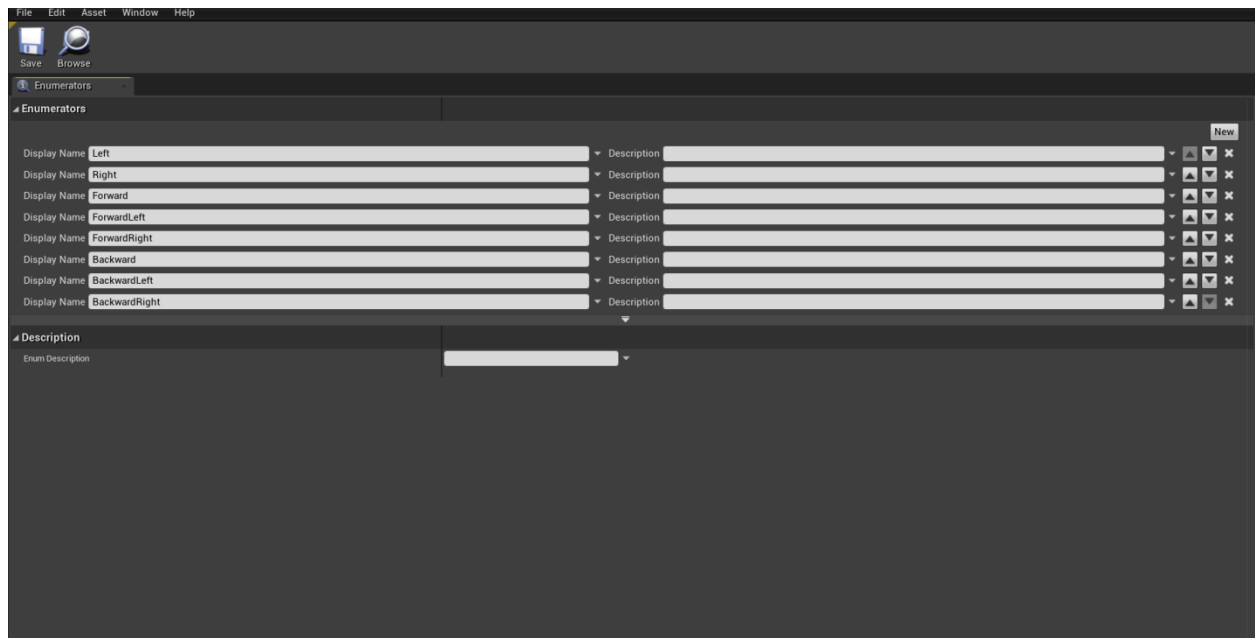 File Edit Asset Window Help
Save Browse
Enumerators
Enumerators
New
Display Name Left Description
Display Name Right Description
Display Name Forward Description
Display Name ForwardLeft Description
Display Name ForwardRight Description
Display Name Backward Description
Display Name BackwardLeft Description
Display Name BackwardRight Description
Description
Enum Description